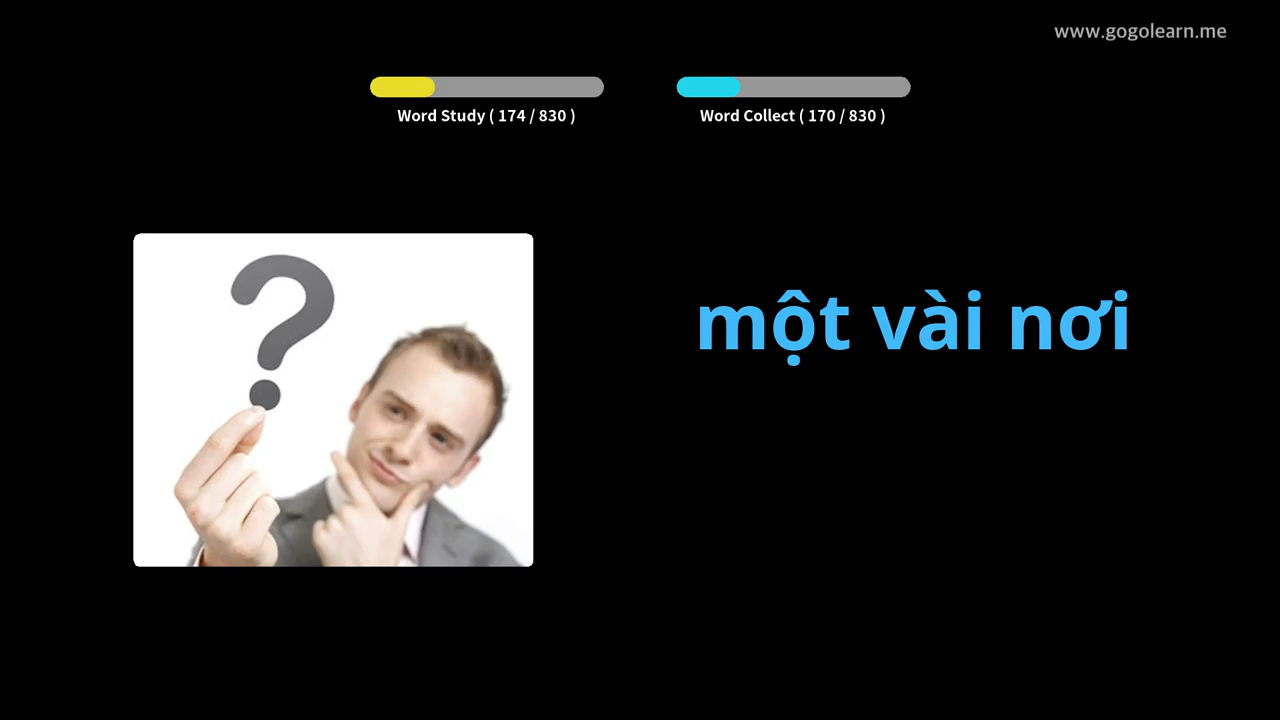 www.gogolearn.me
Word Study ( 174 / 830 )
Word Collect ( 170 / 830 )
?
một vài nơi